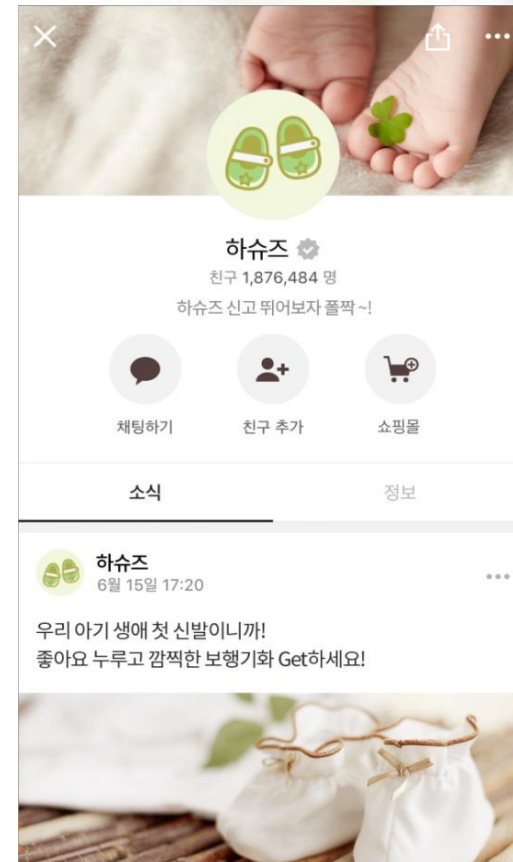 하슈즈
친구 1,876,484 명
하슈즈 신고 뛰어보자 폴짝 ~!
채팅하기
친구 추가
쇼핑몰
소식
정보
하슈즈
6월 15일 17:20
우리 아기 생애 첫 신발이니까!
좋아요 누루고 깜찍한 보행기화 Get하세요!